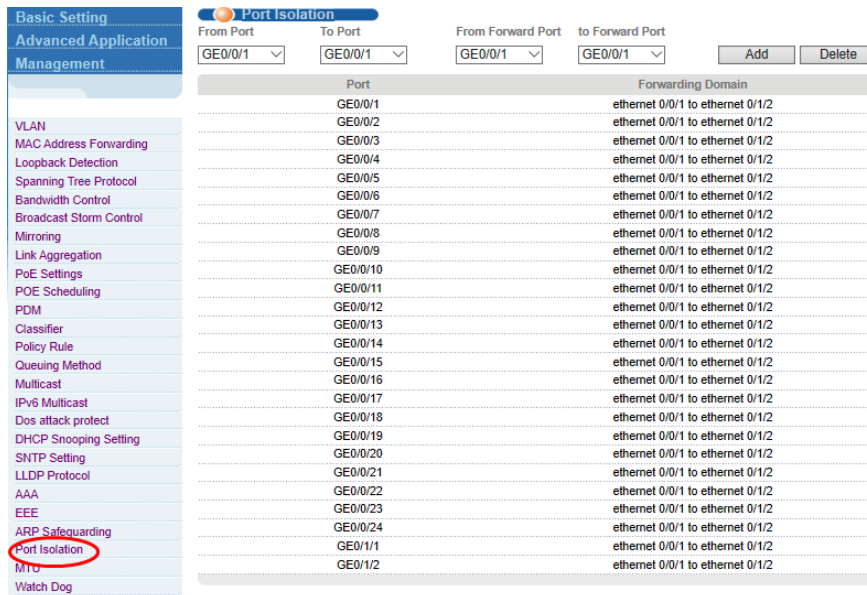 Basic Setting
Advanced Application
Management
VLAN
MAC Address Forwarding
Loopback Detection
Spanning Tree Protocol
Bandwidth Control
Broadcast Storm Control
Mirroring
Link Aggregation
PoE Settings
POE Scheduling
PDM
Classifier
Policy Rule
Queuing Method
Multicast
IPv6 Multicast
Dos attack protect
DHCP Snooping Setting
SNTP Setting
LLDP Protocol
AAA
EEE
ARP Safeguarding
Port Isolation
MTU
Watch Dog
Port Isolation
From Port To Port From Forward Port to Forward Port
GE0/0/1 GE0/0/1 GE0/0/1 GE0/0/1 Add Delete
Port Forwarding Domain
GE0/0/1 ethernet 0/0/1 to ethernet 0/1/2
GE0/0/2 ethernet 0/0/1 to ethernet 0/1/2
GE0/0/3 ethernet 0/0/1 to ethernet 0/1/2
GE0/0/4 ethernet 0/0/1 to ethernet 0/1/2
GE0/0/5 ethernet 0/0/1 to ethernet 0/1/2
GE0/0/6 ethernet 0/0/1 to ethernet 0/1/2
GE0/0/7 ethernet 0/0/1 to ethernet 0/1/2
GE0/0/8 ethernet 0/0/1 to ethernet 0/1/2
GE0/0/9 ethernet 0/0/1 to ethernet 0/1/2
GE0/0/10 ethernet 0/0/1 to ethernet 0/1/2
GE0/0/11 ethernet 0/0/1 to ethernet 0/1/2
GE0/0/12 ethernet 0/0/1 to ethernet 0/1/2
GE0/0/13 ethernet 0/0/1 to ethernet 0/1/2
GE0/0/14 ethernet 0/0/1 to ethernet 0/1/2
GE0/0/15 ethernet 0/0/1 to ethernet 0/1/2
GE0/0/16 ethernet 0/0/1 to ethernet 0/1/2
GE0/0/17 ethernet 0/0/1 to ethernet 0/1/2
GE0/0/18 ethernet 0/0/1 to ethernet 0/1/2
GE0/0/19 ethernet 0/0/1 to ethernet 0/1/2
GE0/0/20 ethernet 0/0/1 to ethernet 0/1/2
GE0/0/21 ethernet 0/0/1 to ethernet 0/1/2
GE0/0/22 ethernet 0/0/1 to ethernet 0/1/2
GE0/0/23 ethernet 0/0/1 to ethernet 0/1/2
GE0/0/24 ethernet 0/0/1 to ethernet 0/1/2
GE0/1/1 ethernet 0/0/1 to ethernet 0/1/2
GE0/1/2 ethernet 0/0/1 to ethernet 0/1/2